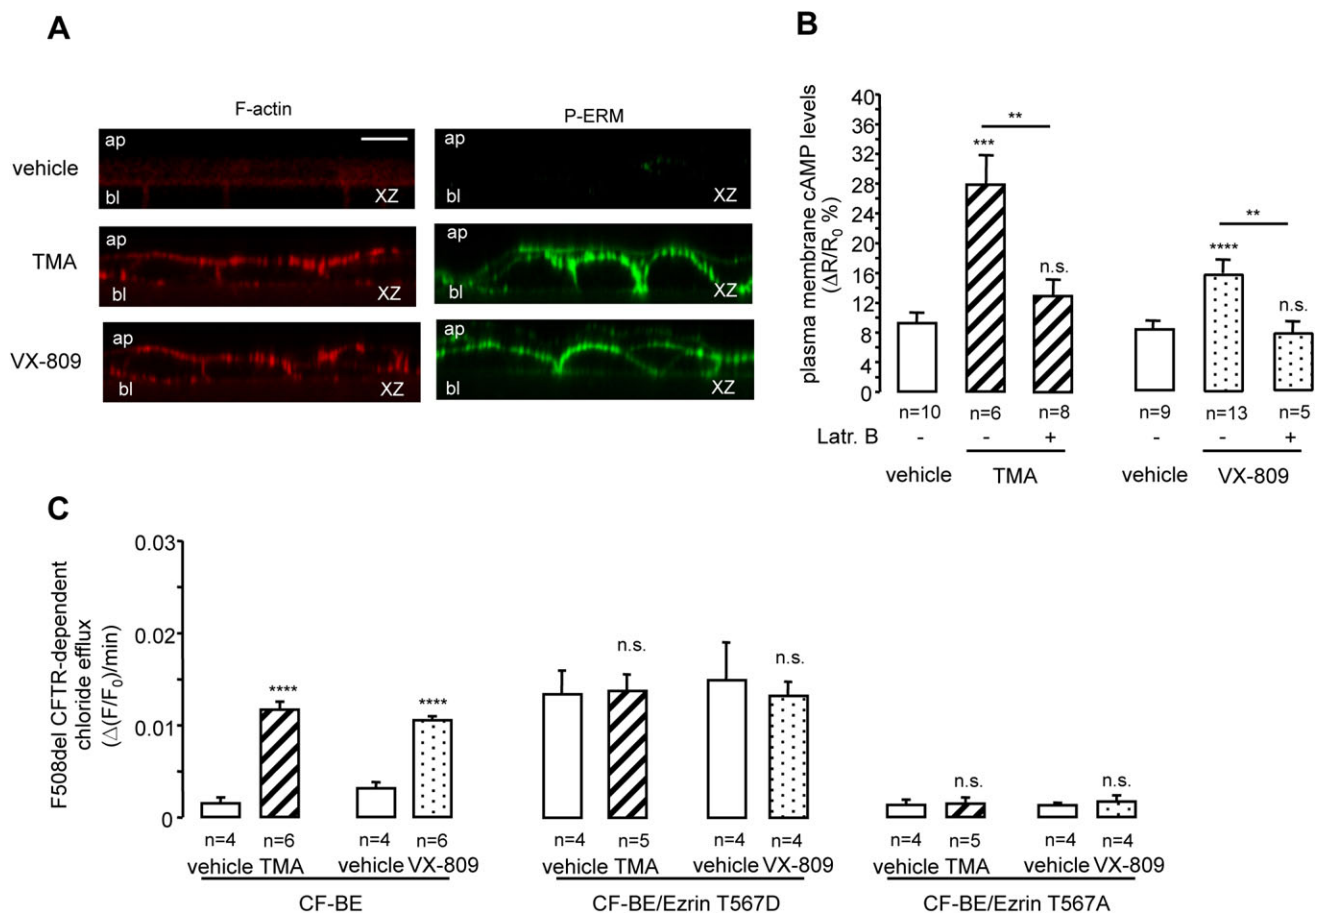 A
F-actin
P-ERM
vehicle
ap
bl
XZ
ap
bl
XZ
TMA
ap
bl
XZ
ap
bl
XZ
VX-809
ap
bl
XZ
ap
bl
XZ
B
plasma membrane cAMP levels
(ΔR/R0 %)
40
36
32
28
24
20
16
12
8
4
0
**
***
n.s.
**
****
n.s.
n=10 n=6 n=8 n=9 n=13 n=5
Latr. B - - + - - +
vehicle TMA vehicle VX-809
C
F508del CFTR-dependent
chloride efflux
(Δ(F/F0)/min)
0.03
0.02
0.01
0
****
****
n.s.
n.s.
n.s.
n.s.
n=4 n=6 n=4 n=6 n=4 n=5 n=4 n=4 n=4 n=5 n=4 n=4
vehicle TMA vehicle VX-809 vehicle TMA vehicle VX-809 vehicle TMA vehicle VX-809
CF-BE CF-BE/Ezrin T567D CF-BE/Ezrin T567A